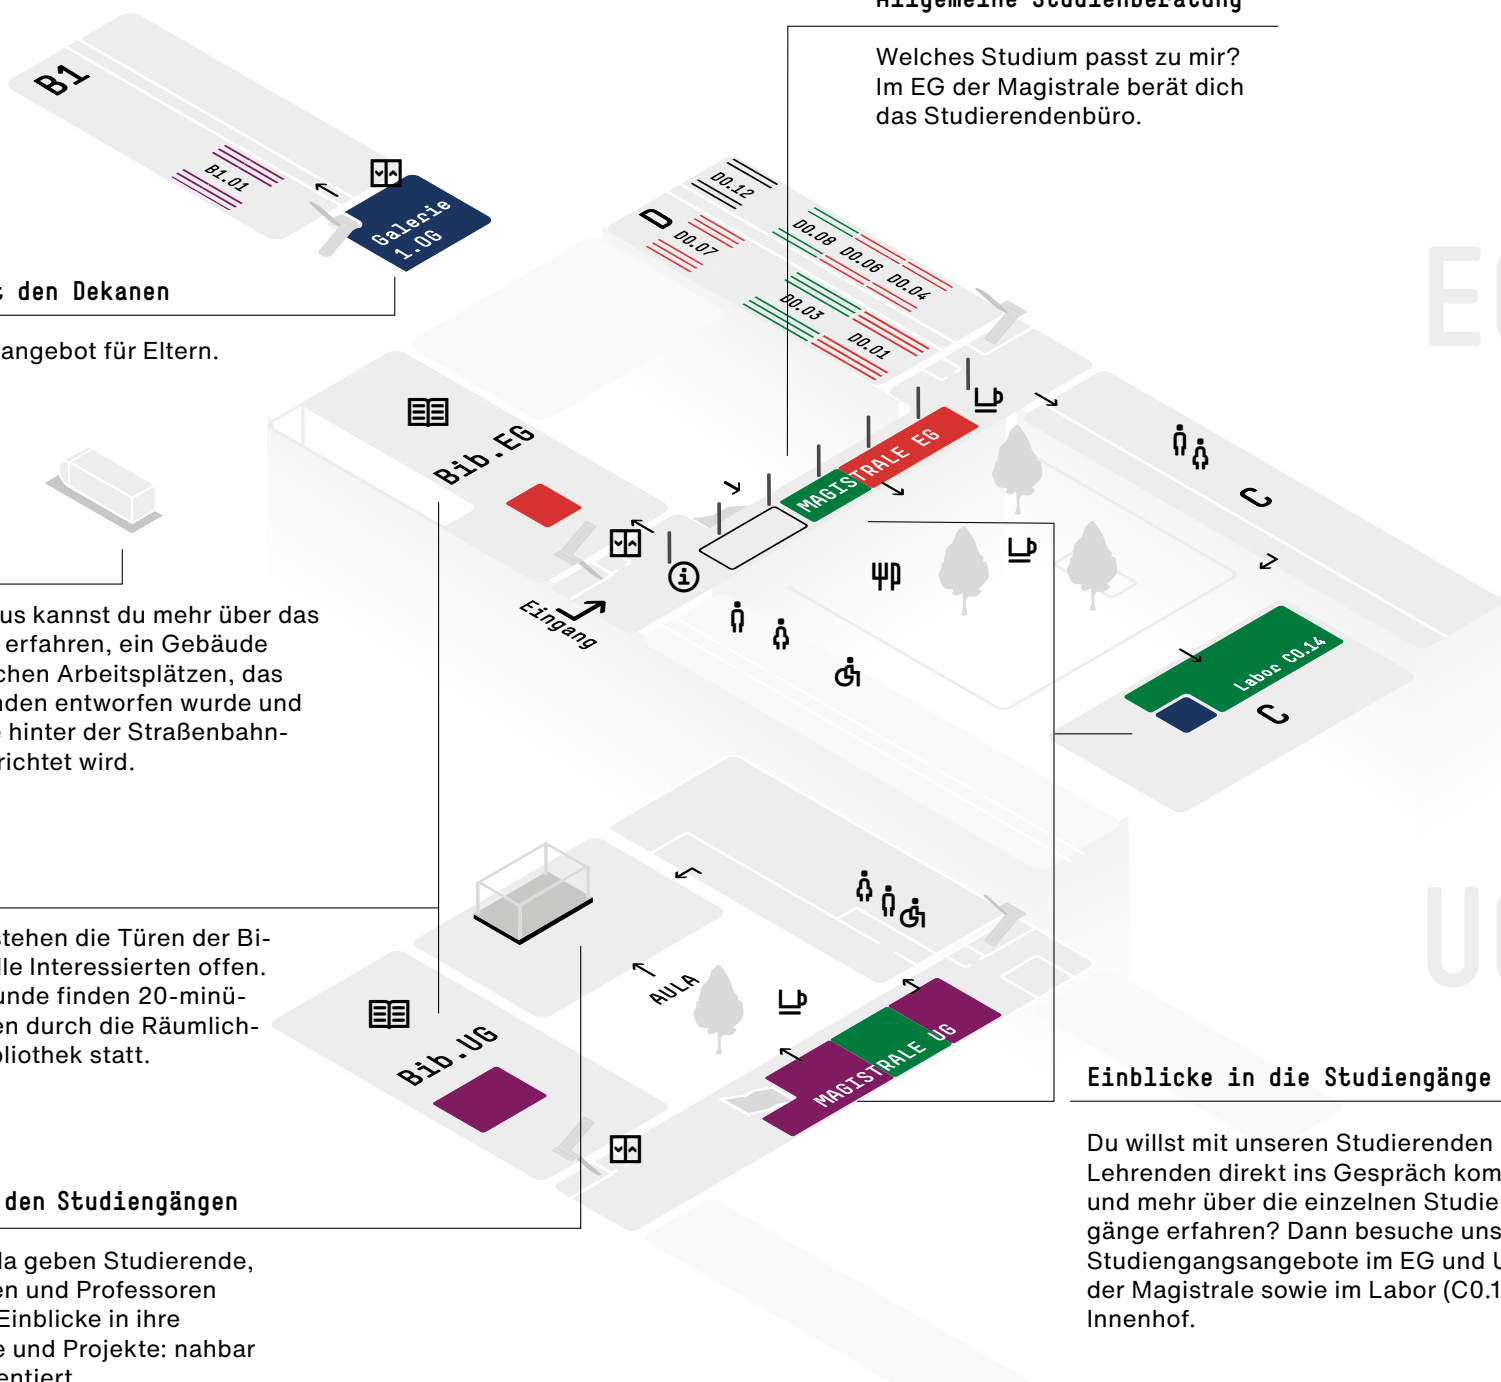 Allgemeine Studienberatung
Welches Studium passt zu mir?
Im EG der Magistrale berät dich
das Studierendenbüro.
B1
B1.01
Galerie
1.OG
t den Dekanen
angebot für Eltern.
D
D0.12
D0.07
D0.08
D0.06
D0.04
D0.03
D0.01
EG
Bib.EG
MAGISTRALE EG
Eingang
C
Labor C0.14
C
us kannst du mehr über das
erfahren, ein Gebäude
chen Arbeitsplätzen, das
nden entworfen wurde und
e hinter der Straßenbahn-
richtet wird.
stehen die Türen der Bi-
lle Interessierten offen.
unde finden 20-minü-
en durch die Räumlich-
bliothek statt.
UG
AULA
Bib.UG
MAGISTRALE UG
den Studiengängen
la geben Studierende,
en und Professoren
Einblicke in ihre
e und Projekte: nahbar
entiert
Einblicke in die Studiengänge
Du willst mit unseren Studierenden
Lehrenden direkt ins Gespräch kom
und mehr über die einzelnen Studie
gänge erfahren? Dann besuche uns
Studiengangsangebote im EG und U
der Magistrale sowie im Labor (C0.1
Innenhof.